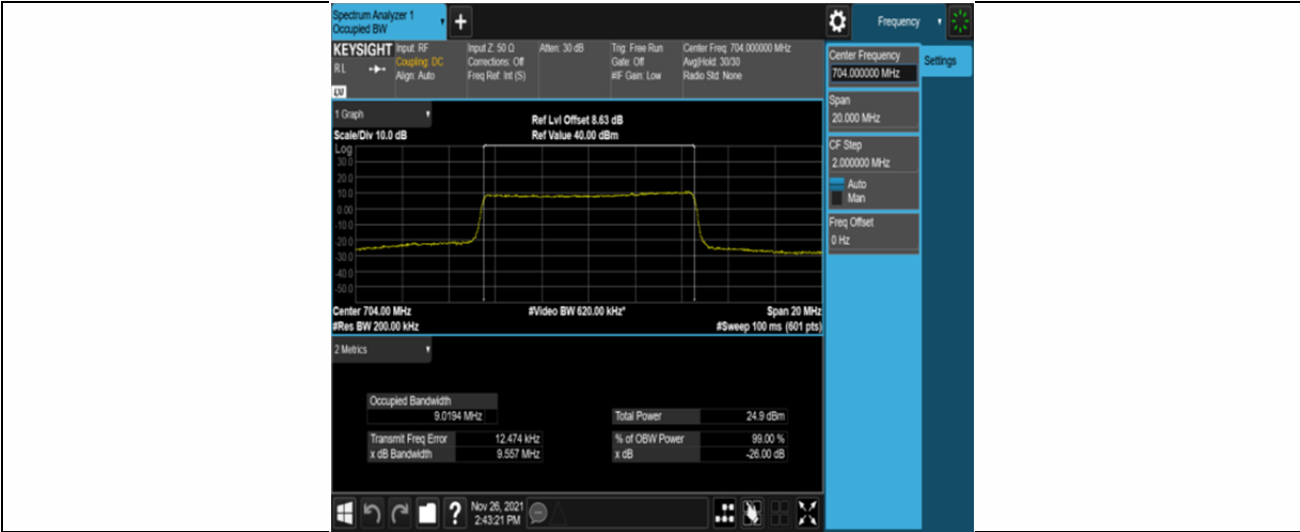 Spectrum Analyzer 1
Occupied BW
+
Frequency
KEYSIGHT
RL
LXI
Input: RF
Coupling: DC
Align: Auto
Input Z: 50 Ω
Corrections: Off
Freq Ref: Int (S)
Atten: 30 dB
Trig: Free Run
Gate: Off
#IF Gain: Low
Center Freq: 704.000000 MHz
Avg|Hold: 30/30
Radio Std: None
Center Frequency
704.000000 MHz
Settings
Span
20.000 MHz
CF Step
2.000000 MHz
Auto
Man
Freq Offset
0 Hz
1 Graph
Scale/Div 10.0 dB
Ref Lvl Offset 8.63 dB
Ref Value 40.00 dBm
Log
30.0
20.0
10.0
0.00
-10.0
-20.0
-30.0
-40.0
-50.0
Center 704.00 MHz
#Res BW 200.00 kHz
#Video BW 620.00 kHz*
Span 20 MHz
#Sweep 100 ms (601 pts)
2 Metrics
Occupied Bandwidth
9.0194 MHz
Total Power 24.9 dBm
Transmit Freq Error 12.474 kHz
% of OBW Power 99.00 %
x dB Bandwidth 9.557 MHz
x dB -26.00 dB
?
Nov 26, 2021
2:43:21 PM